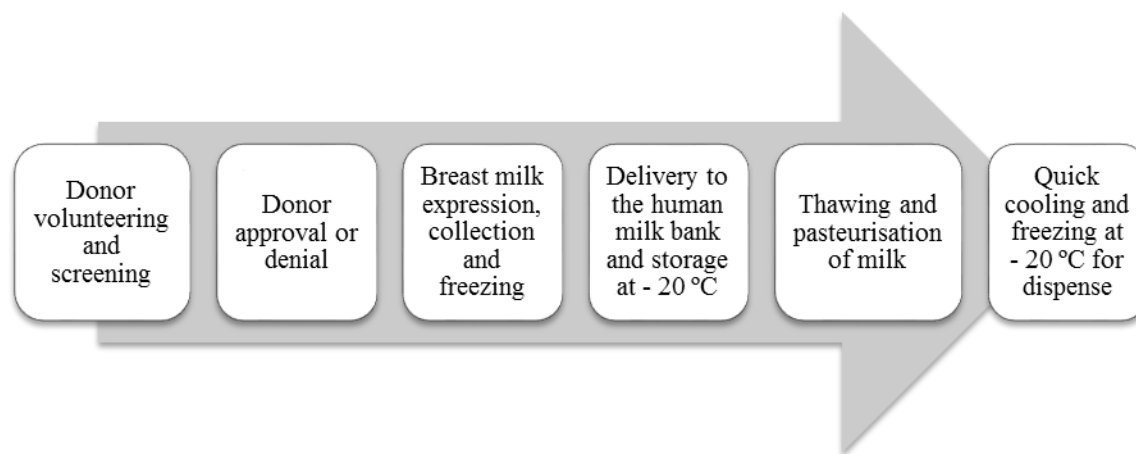 Donor
volunteering
and
screening
Donor
approval or
denial
Breast milk
expression,
collection
and
freezing
Delivery to
the human
milk bank
and storage
at - 20 ºC
Thawing and
pasteurisation
of milk
Quick
cooling and
freezing at
- 20 ºC for
dispense